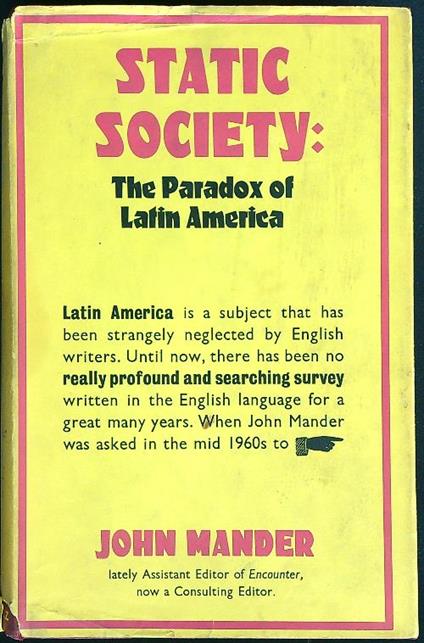 STATIC
SOCIETY:
The Paradox of
Latin America
Latin America is a subject that has
been strangely neglected by English
writers. Until now, there has been no
really profound and searching survey
written in the English language for a
great many years. When John Mander
was asked in the mid 1960s to
JOHN MANDER
lately Assistant Editor of Encounter,
now a Consulting Editor.